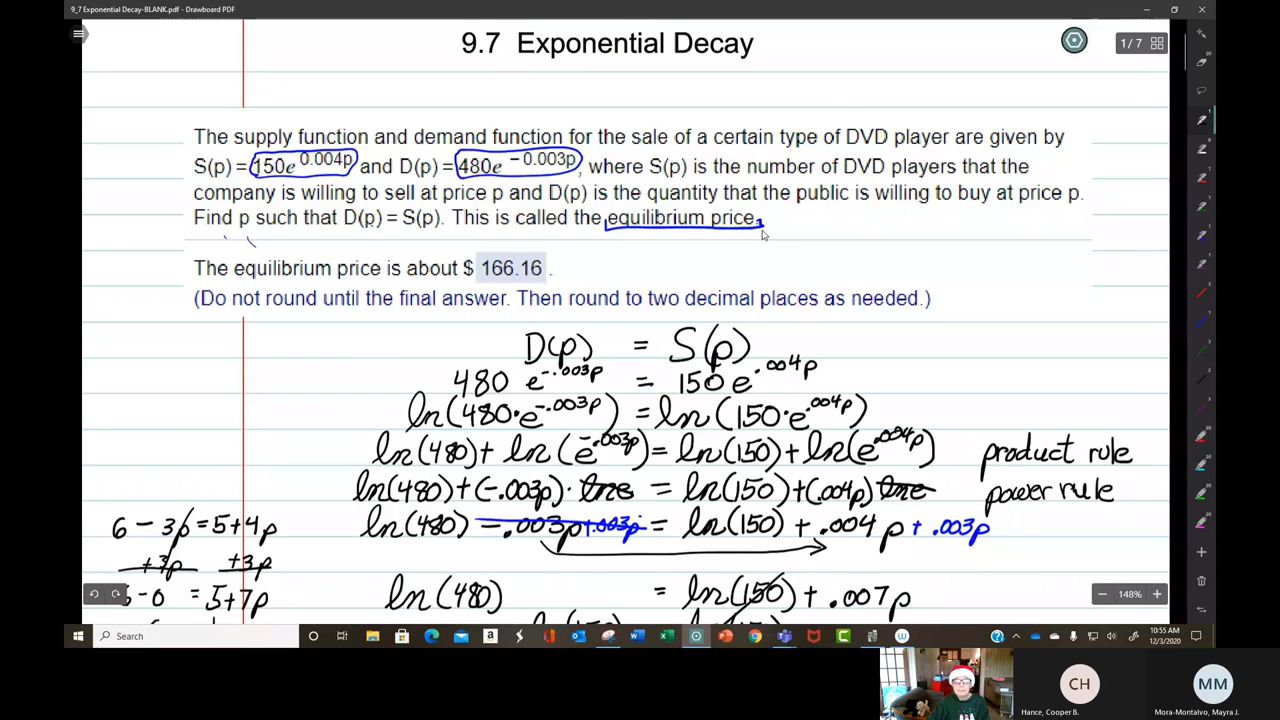 9_7 Exponential Decay-BLANK.pdf - Drawboard PDF
9.7 Exponential Decay
1/7
The supply function and demand function for the sale of a certain type of DVD player are given by
S(p) = 150e^0.004p and D(p) = 480e^−0.003p, where S(p) is the number of DVD players that the
company is willing to sell at price p and D(p) is the quantity that the public is willing to buy at price p.
Find p such that D(p) = S(p). This is called the equilibrium price.
The equilibrium price is about $ 166.16 .
(Do not round until the final answer. Then round to two decimal places as needed.)
D(p) = S(p)
480 e^-.003p = 150 e^.004p
ln(480·e^-.003p) = ln(150·e^.004p)
ln(480) + ln(e^-.003p) = ln(150) + ln(e^.004p) product rule
ln(480) + (-.003p)·lne = ln(150) + (.004p) lne power rule
ln(480) - .003p + .003p = ln(150) + .004p + .003p
6 - 3p = 5 + 4p
+3p +3p
6 - 0 = 5 + 7p
ln(480) = ln(150) + .007p
148%
Search
10:55 AM
12/3/2020
CH
MM
Hance, Cooper B.
Mora-Montalvo, Mayra J.